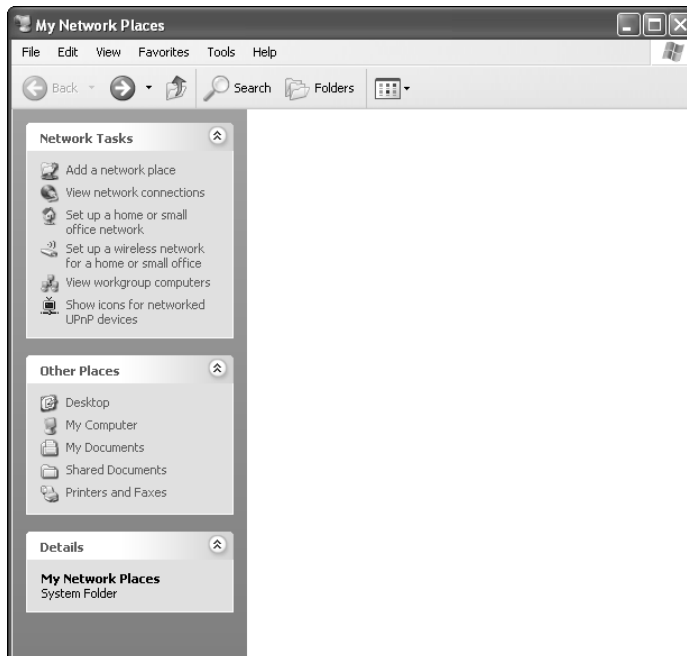 My Network Places
File Edit View Favorites Tools Help
Back Search Folders
Network Tasks
Add a network place
View network connections
Set up a home or small
office network
Set up a wireless network
for a home or small office
View workgroup computers
Show icons for networked
UPnP devices
Other Places
Desktop
My Computer
My Documents
Shared Documents
Printers and Faxes
Details
My Network Places
System Folder